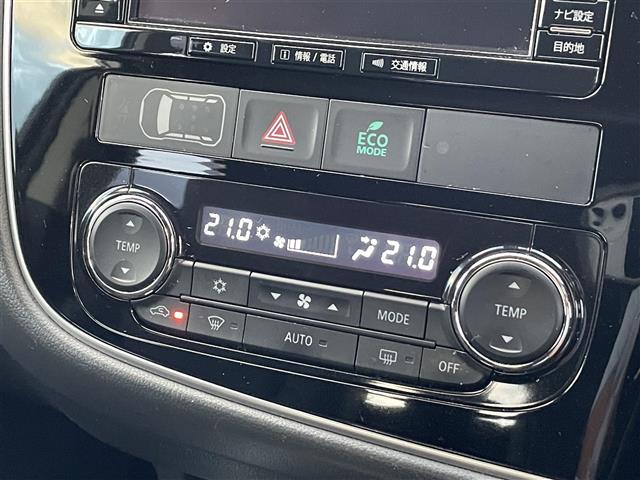 ナビ設定
設定
情報 / 電話
交通情報
目的地
ECO
MODE
21.0 21.0
TEMP
TEMP
MODE
AUTO
OFF